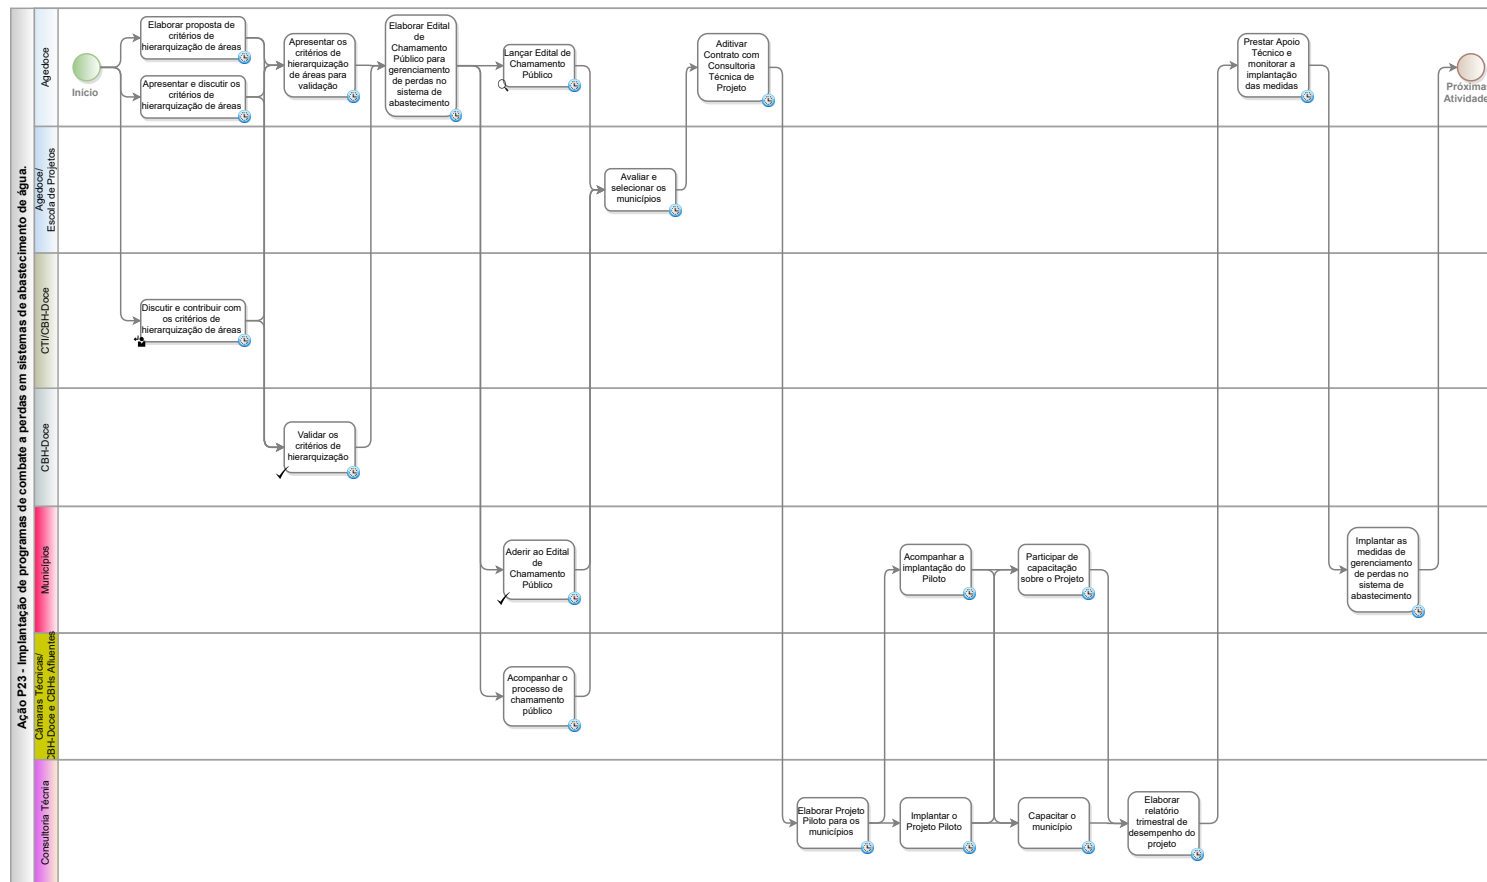 Ação P23 - Implantação de programas de combate a perdas em sistemas de abastecimento de água.
Agedoce
Início
Elaborar proposta de
critérios de
hierarquização de áreas
Apresentar e discutir os
critérios de
hierarquização de áreas
Apresentar os
critérios de
hierarquização
de áreas para
validação
Elaborar Edital
de
Chamamento
Público para
gerenciamento
de perdas no
sistema de
abastecimento
Lançar Edital de
Chamamento
Público
Aditivar
Contrato com
Consultoria
Técnica de
Projeto
Prestar Apoio
Técnico e
monitorar a
implantação
das medidas
Próximas
Atividade
Agedoce/
Escola de Projetos
Avaliar e
selecionar os
municípios
CTI/CBH-Doce
Discutir e contribuir com
os critérios de
hierarquização de áreas
CBH-Doce
Validar os
critérios de
hierarquização
Municípios
Aderir ao Edital
de
Chamamento
Público
Acompanhar a
implantação do
Piloto
Participar de
capacitação
sobre o Projeto
Implantar as
medidas de
gerenciamento
de perdas no
sistema de
abastecimento
Câmaras Técnicas/
CBH-Doce e CBHs Afluentes
Acompanhar o
processo de
chamamento
público
Consultoria Técnia
Elaborar Projeto
Piloto para os
municípios
Implantar o
Projeto Piloto
Capacitar o
município
Elaborar
relatório
trimestral de
desempenho do
projeto